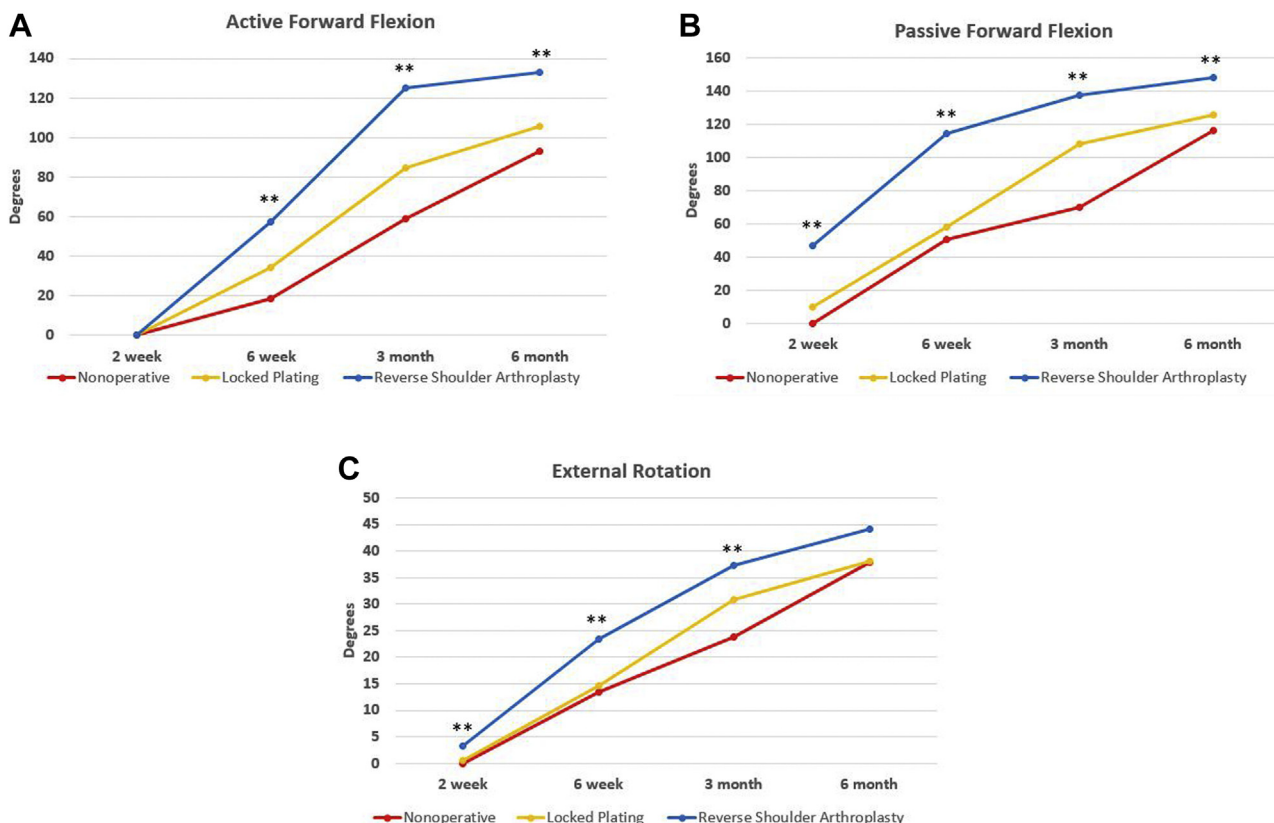 A
Active Forward Flexion
140
120
100
80
60
40
20
0
Degrees
**
**
**
2 week 6 week 3 month 6 month
Nonoperative Locked Plating Reverse Shoulder Arthroplasty
B
Passive Forward Flexion
160
140
120
100
80
60
40
20
0
Degrees
**
**
**
**
2 week 6 week 3 month 6 month
Nonoperative Locked Plating Reverse Shoulder Arthroplasty
C
External Rotation
50
45
40
35
30
25
20
15
10
5
0
Degrees
**
**
**
2 week 6 week 3 month 6 month
Nonoperative Locked Plating Reverse Shoulder Arthroplasty